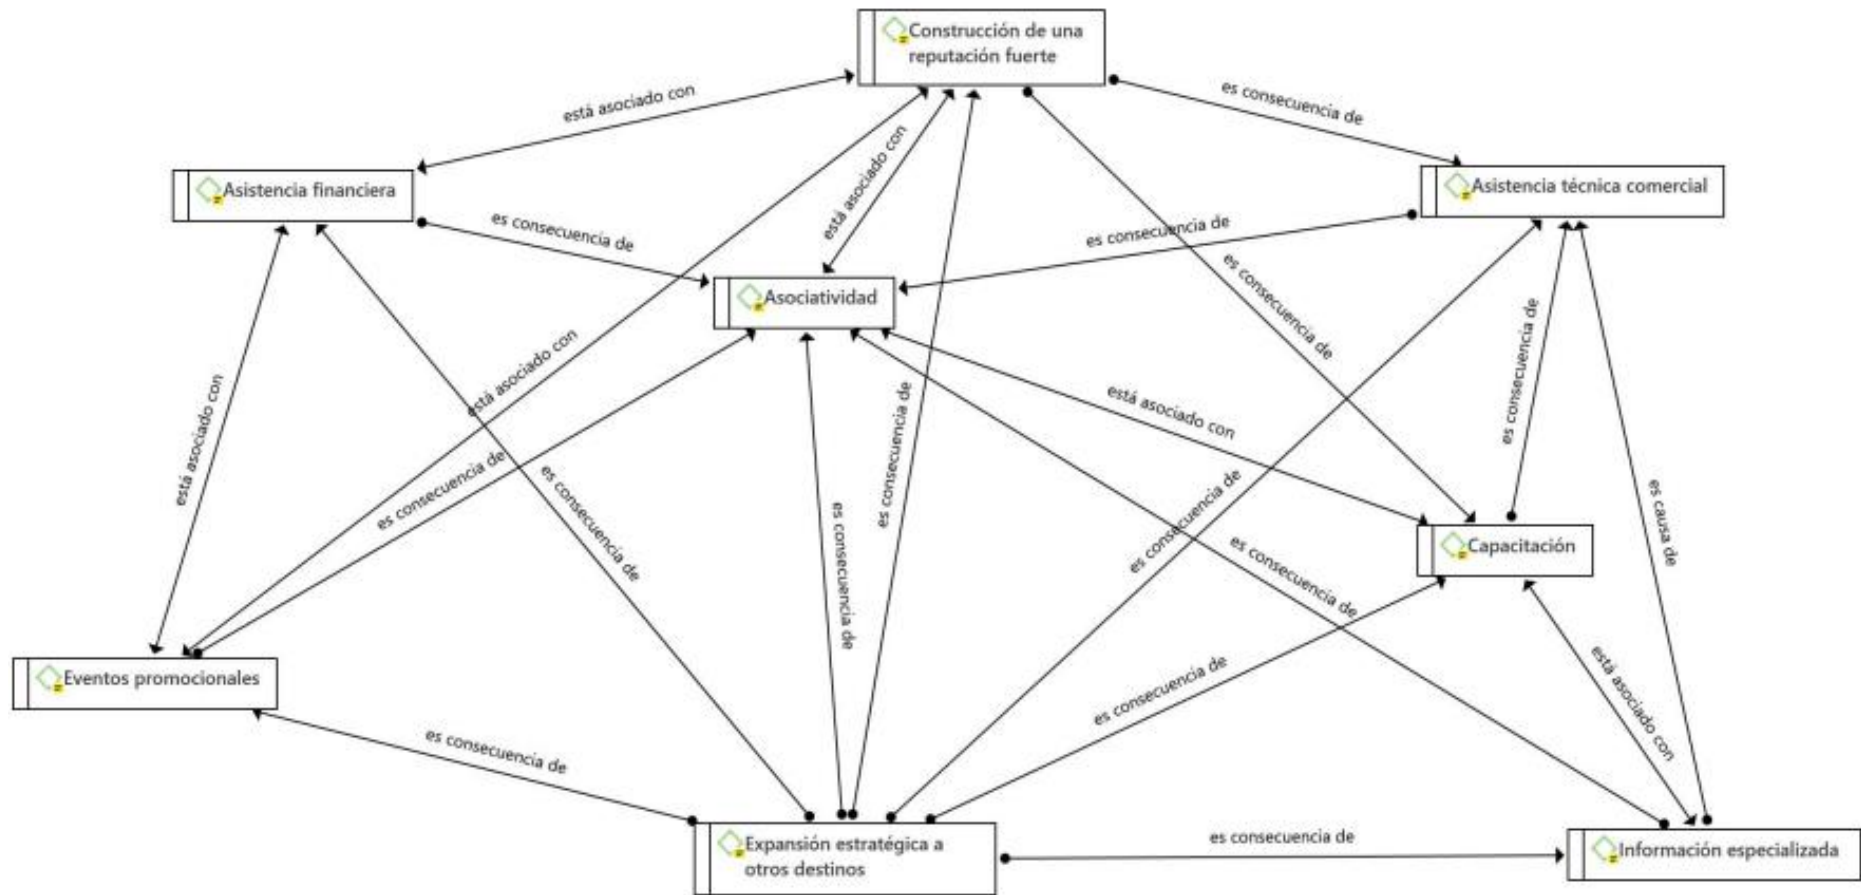 Construcción de una
reputación fuerte
está asociado con
es consecuencia de
está asociado con
Asistencia financiera
Asistencia técnica comercial
es consecuencia de
es consecuencia de
es consecuencia de
Asociatividad
está asociado con
es consecuencia de
es consecuencia de
está asociado con
está asociado con
es consecuencia de
es consecuencia de
es consecuencia de
es consecuencia de
es causa de
es consecuencia de
Capacitación
es consecuencia de
Eventos promocionales
es consecuencia de
está asociado con
es consecuencia de
Expansión estratégica a
otros destinos
es consecuencia de
Información especializada